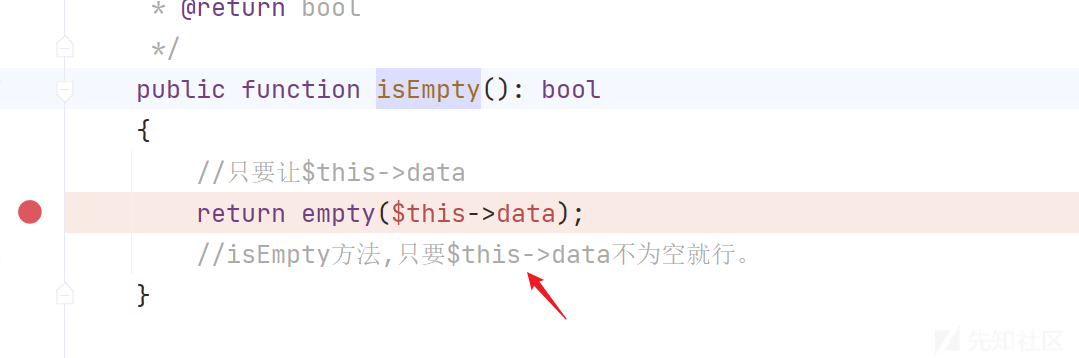 * @return bool
*/
public function isEmpty(): bool
{
//只要让$this->data
return empty($this->data);
//isEmpty方法,只要$this->data不为空就行。
}
先知社区